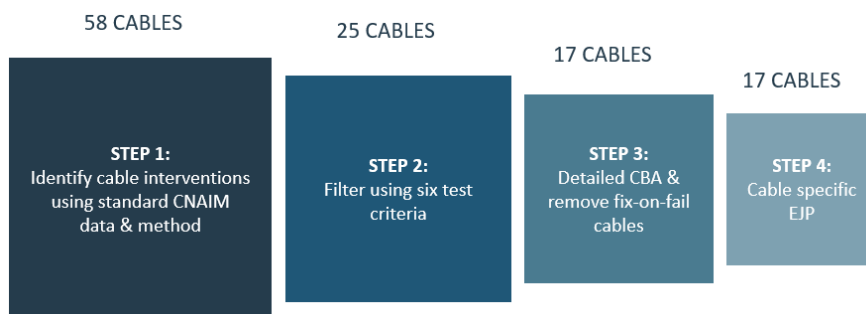 58 CABLES
STEP 1:
Identify cable interventions
using standard CNAIM
data & method
25 CABLES
STEP 2:
Filter using six test
criteria
17 CABLES
STEP 3:
Detailed CBA &
remove fix-on-fail
cables
17 CABLES
STEP 4:
Cable specific
EJP